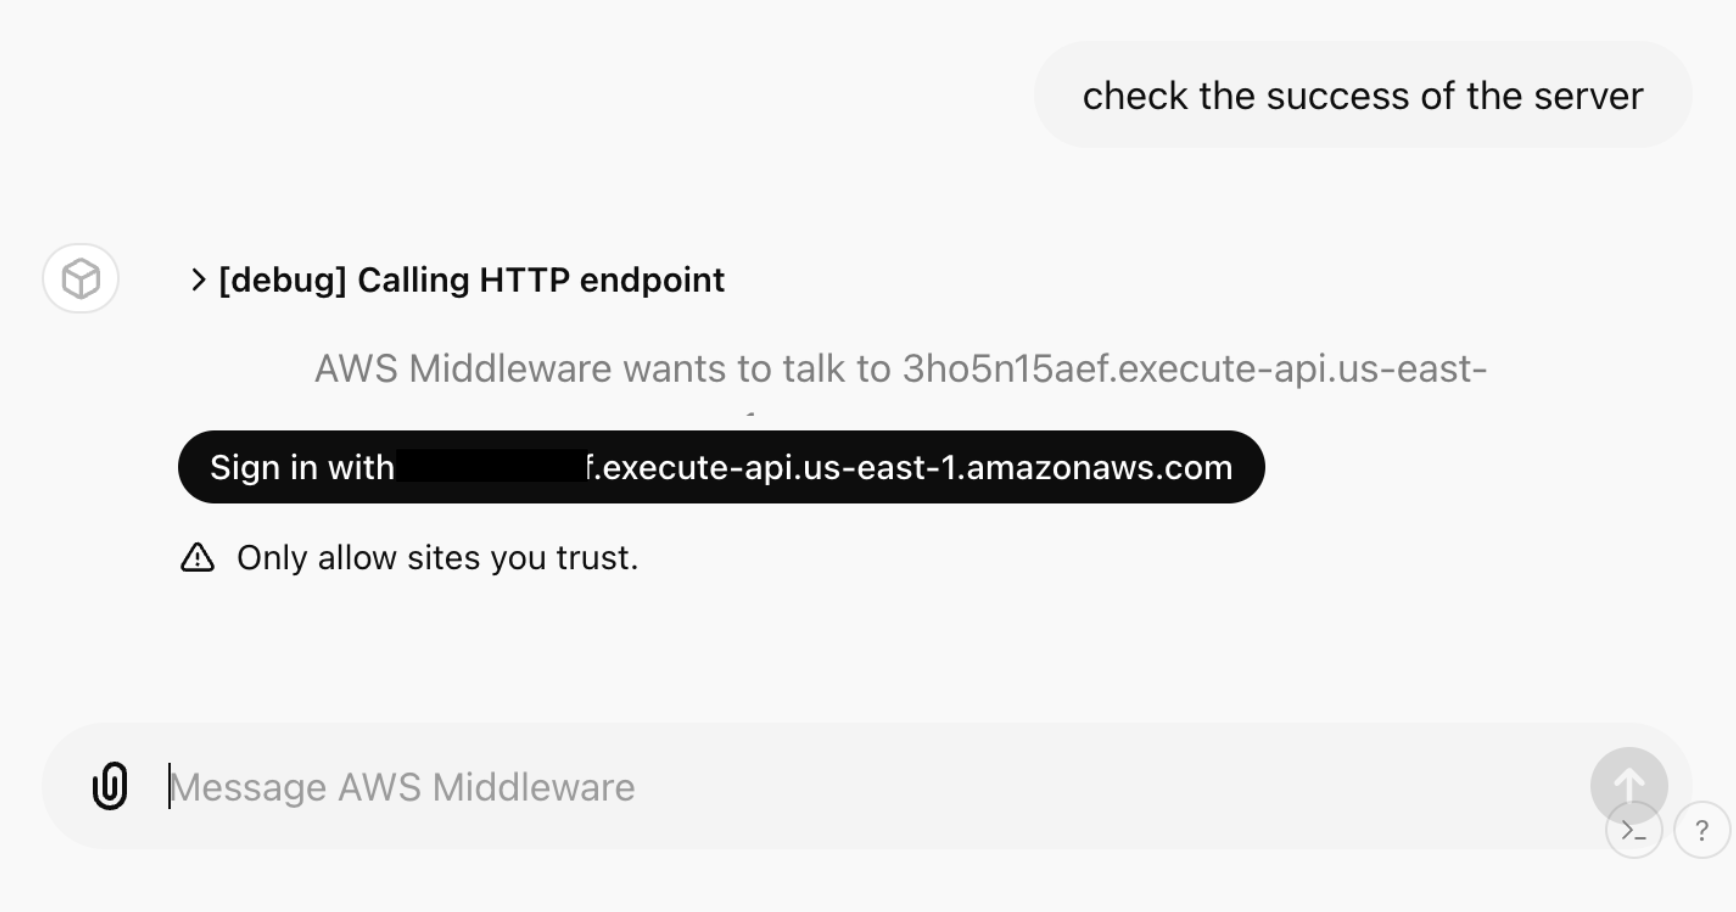 check the success of the server
[debug] Calling HTTP endpoint
AWS Middleware wants to talk to 3ho5n15aef.execute-api.us-east-
Sign in with f.execute-api.us-east-1.amazonaws.com
Only allow sites you trust.
Message AWS Middleware
>_ ?